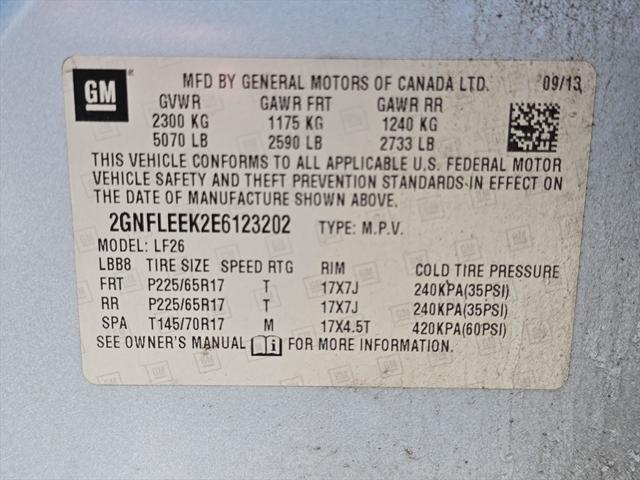 GM
MFD BY GENERAL MOTORS OF CANADA LTD. 09/13
GVWR GAWR FRT GAWR RR
2300 KG 1175 KG 1240 KG
5070 LB 2590 LB 2733 LB
THIS VEHICLE CONFORMS TO ALL APPLICABLE U.S. FEDERAL MOTOR
VEHICLE SAFETY AND THEFT PREVENTION STANDARDS IN EFFECT ON
THE DATE OF MANUFACTURE SHOWN ABOVE.
2GNFLEEK2E6123202 TYPE: M.P.V.
MODEL: LF26
LBB8 TIRE SIZE SPEED RTG RIM COLD TIRE PRESSURE
FRT P225/65R17 T 17X7J 240KPA(35PSI)
RR P225/65R17 T 17X7J 240KPA(35PSI)
SPA T145/70R17 M 17X4.5T 420KPA(60PSI)
SEE OWNER'S MANUAL i FOR MORE INFORMATION.